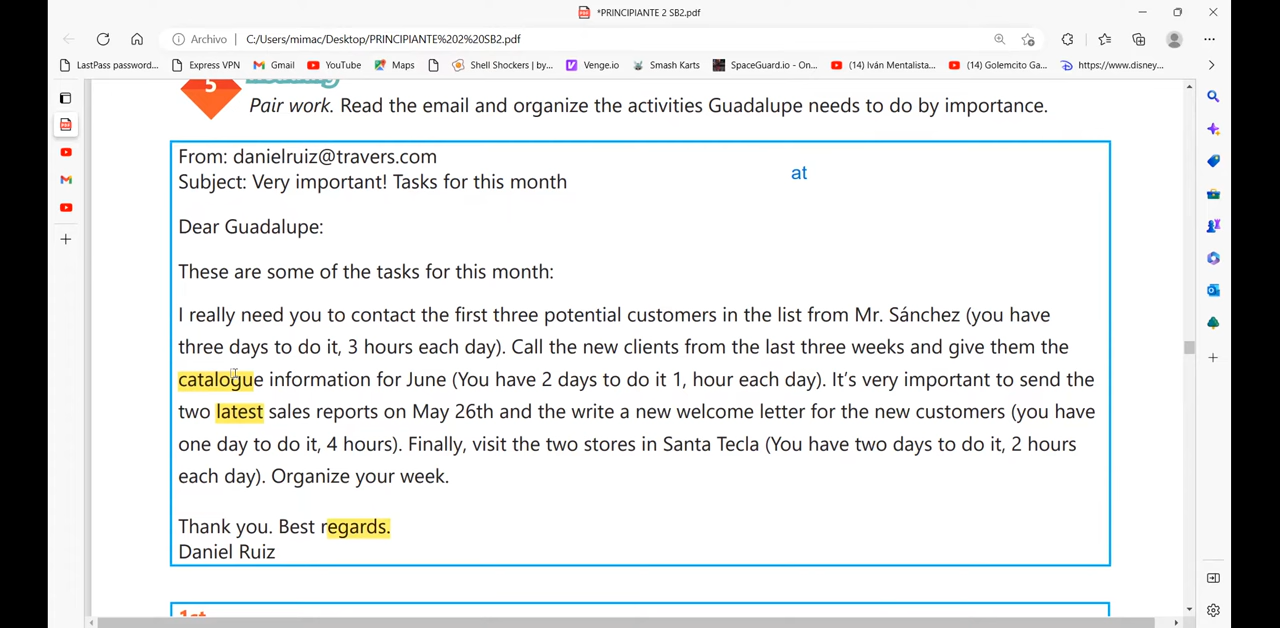 *PRINCIPIANTE 2 SB2.pdf
Archivo | C:/Users/mimac/Desktop/PRINCIPIANTE%202%20SB2.pdf
LastPass password... Express VPN Gmail YouTube Maps Shell Shockers | by... Venge.io Smash Karts SpaceGuard.io - On... (14) Iván Mentalista... (14) Golemcito Ga... https://www.disney...
5
Pair work. Read the email and organize the activities Guadalupe needs to do by importance.
From: danielruiz@travers.com
at
Subject: Very important! Tasks for this month
Dear Guadalupe:
These are some of the tasks for this month:
I really need you to contact the first three potential customers in the list from Mr. Sánchez (you have
three days to do it, 3 hours each day). Call the new clients from the last three weeks and give them the
catalogue information for June (You have 2 days to do it 1, hour each day). It's very important to send the
two latest sales reports on May 26th and the write a new welcome letter for the new customers (you have
one day to do it, 4 hours). Finally, visit the two stores in Santa Tecla (You have two days to do it, 2 hours
each day). Organize your week.
Thank you. Best regards.
Daniel Ruiz
1st